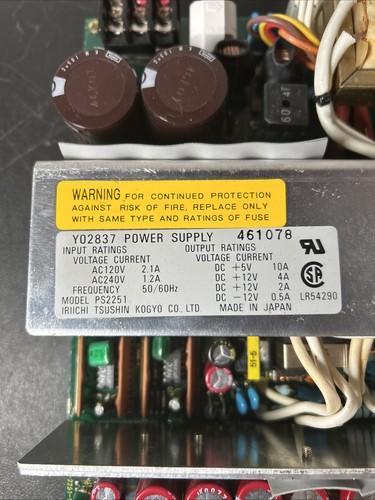 WARNING FOR CONTINUED PROTECTION
AGAINST RISK OF FIRE, REPLACE ONLY
WITH SAME TYPE AND RATINGS OF FUSE
YO2837 POWER SUPPLY 461078
INPUT RATINGS OUTPUT RATINGS
VOLTAGE CURRENT VOLTAGE CURRENT
AC120V 2.1A DC +5V 10A
AC240V 1.2A DC +12V 4A
FREQUENCY 50/60Hz DC +12V 2A
MODEL PS2251 DC −12V 0.5A LR54290
IRIICHI TSUSHIN KOGYO CO., LTD. MADE IN JAPAN